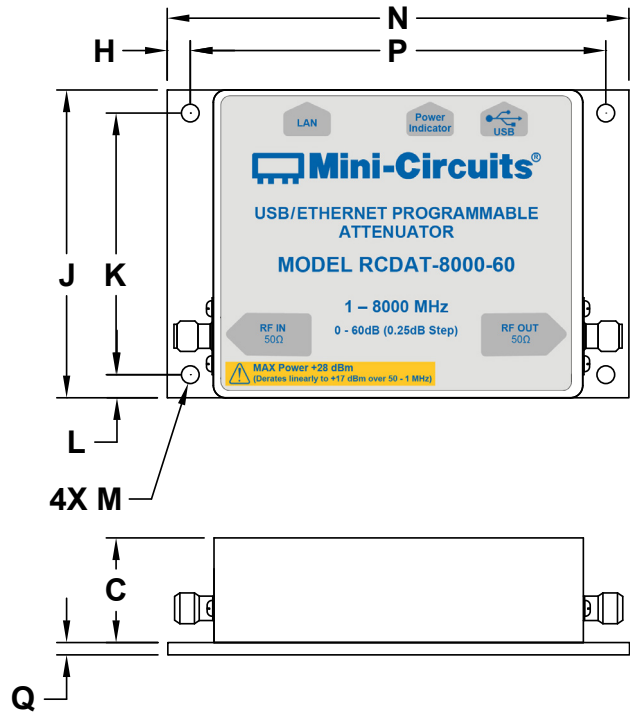 N
H
P
LAN
Power
Indicator
USB
Mini-Circuits®
USB/ETHERNET PROGRAMMABLE
ATTENUATOR
MODEL RCDAT-8000-60
J
K
1 – 8000 MHz
RF IN
50Ω
0 - 60dB (0.25dB Step)
RF OUT
50Ω
MAX Power +28 dBm
(Derates linearly to +17 dBm over 50 - 1 MHz)
L
4X M
C
Q